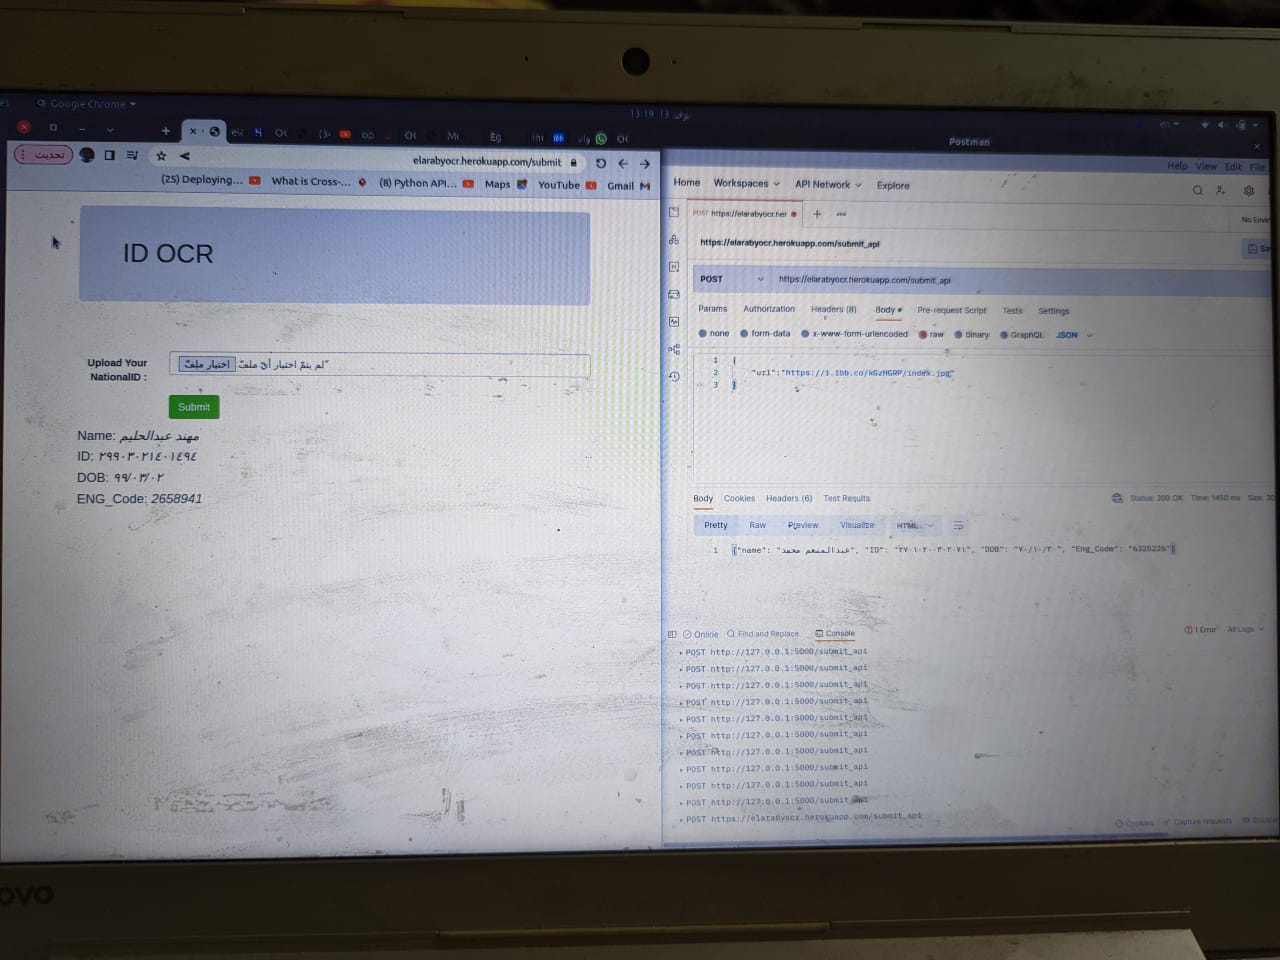 Google Chrome
13:19 13 نوف
تحديث
elarabyocr.herokuapp.com/submit
(25) Deploying...
What is Cross-...
(8) Python API...
Maps
YouTube
Gmail
ID OCR
Upload Your NationalID :
اختيار ملفّ لم يتمّ اختيار أيّ ملفّ
Submit
Name: مهند عبدالحليم
ID: ٢٩٩٠٣٠٢١٤٠١٤٩٤
DOB: ٩٩/٠٣/٠٢
ENG_Code: 2658941
Postman
Help View Edit File
Home Workspaces API Network Explore
POST https://elarabyocr.her
No Envir
https://elarabyocr.herokuapp.com/submit_api
Sa
POST https://elarabyocr.herokuapp.com/submit_api
Params Authorization Headers (8) Body Pre-request Script Tests Settings
none form-data x-www-form-urlencoded raw binary GraphQL JSON
1 {
2 "url":"https://i.ibb.co/kGzHGRP/index.jpg"
3 }
Body Cookies Headers (6) Test Results
Status: 200 OK Time: 1460 ms Size: 30
Pretty Raw Preview Visualize HTML
1 {"name": "عبدالمنعم محمد", "ID": "", "DOB": "٧٠/١٠/٢٠", "Eng_Code": "6325226"}
Online Find and Replace Console
1 Error All Logs
POST http://127.0.0.1:5000/submit_api
POST http://127.0.0.1:5000/submit_api
POST http://127.0.0.1:5000/submit_api
POST http://127.0.0.1:5000/submit_api
POST http://127.0.0.1:5000/submit_api
POST http://127.0.0.1:5000/submit_api
POST http://127.0.0.1:5000/submit_api
POST http://127.0.0.1:5000/submit_api
POST http://127.0.0.1:5000/submit_api
POST http://127.0.0.1:5000/submit_api
POST https://elarabyocr.herokuapp.com/submit_api
Cookies Capture requests
ovo